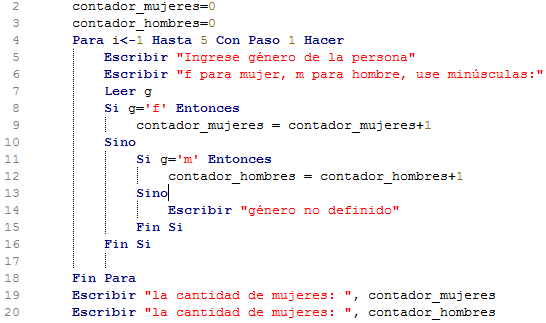 2 contador_mujeres=0
3 contador_hombres=0
4 Para i<-1 Hasta 5 Con Paso 1 Hacer
5 Escribir "Ingrese género de la persona"
6 Escribir "f para mujer, m para hombre, use minúsculas:"
7 Leer g
8 Si g='f' Entonces
9 contador_mujeres = contador_mujeres+1
10 Sino
11 Si g='m' Entonces
12 contador_hombres = contador_hombres+1
13 Sino
14 Escribir "género no definido"
15 Fin Si
16 Fin Si
17
18 Fin Para
19 Escribir "la cantidad de mujeres: ", contador_mujeres
20 Escribir "la cantidad de mujeres: ", contador_hombres